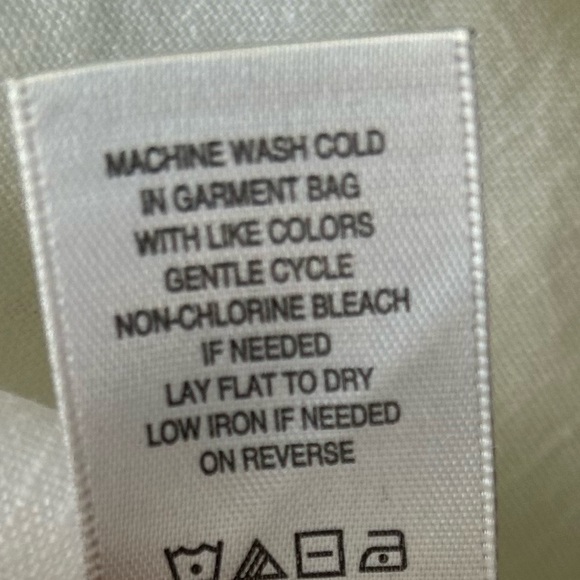 MACHINE WASH COLD
IN GARMENT BAG
WITH LIKE COLORS
GENTLE CYCLE
NON-CHLORINE BLEACH
IF NEEDED
LAY FLAT TO DRY
LOW IRON IF NEEDED
ON REVERSE